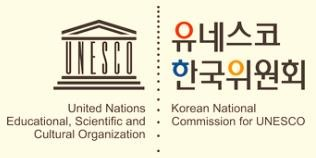 UNESCO
United Nations
Educational, Scientific and
Cultural Organization
유네스코
한국위원회
Korean National
Commission for UNESCO